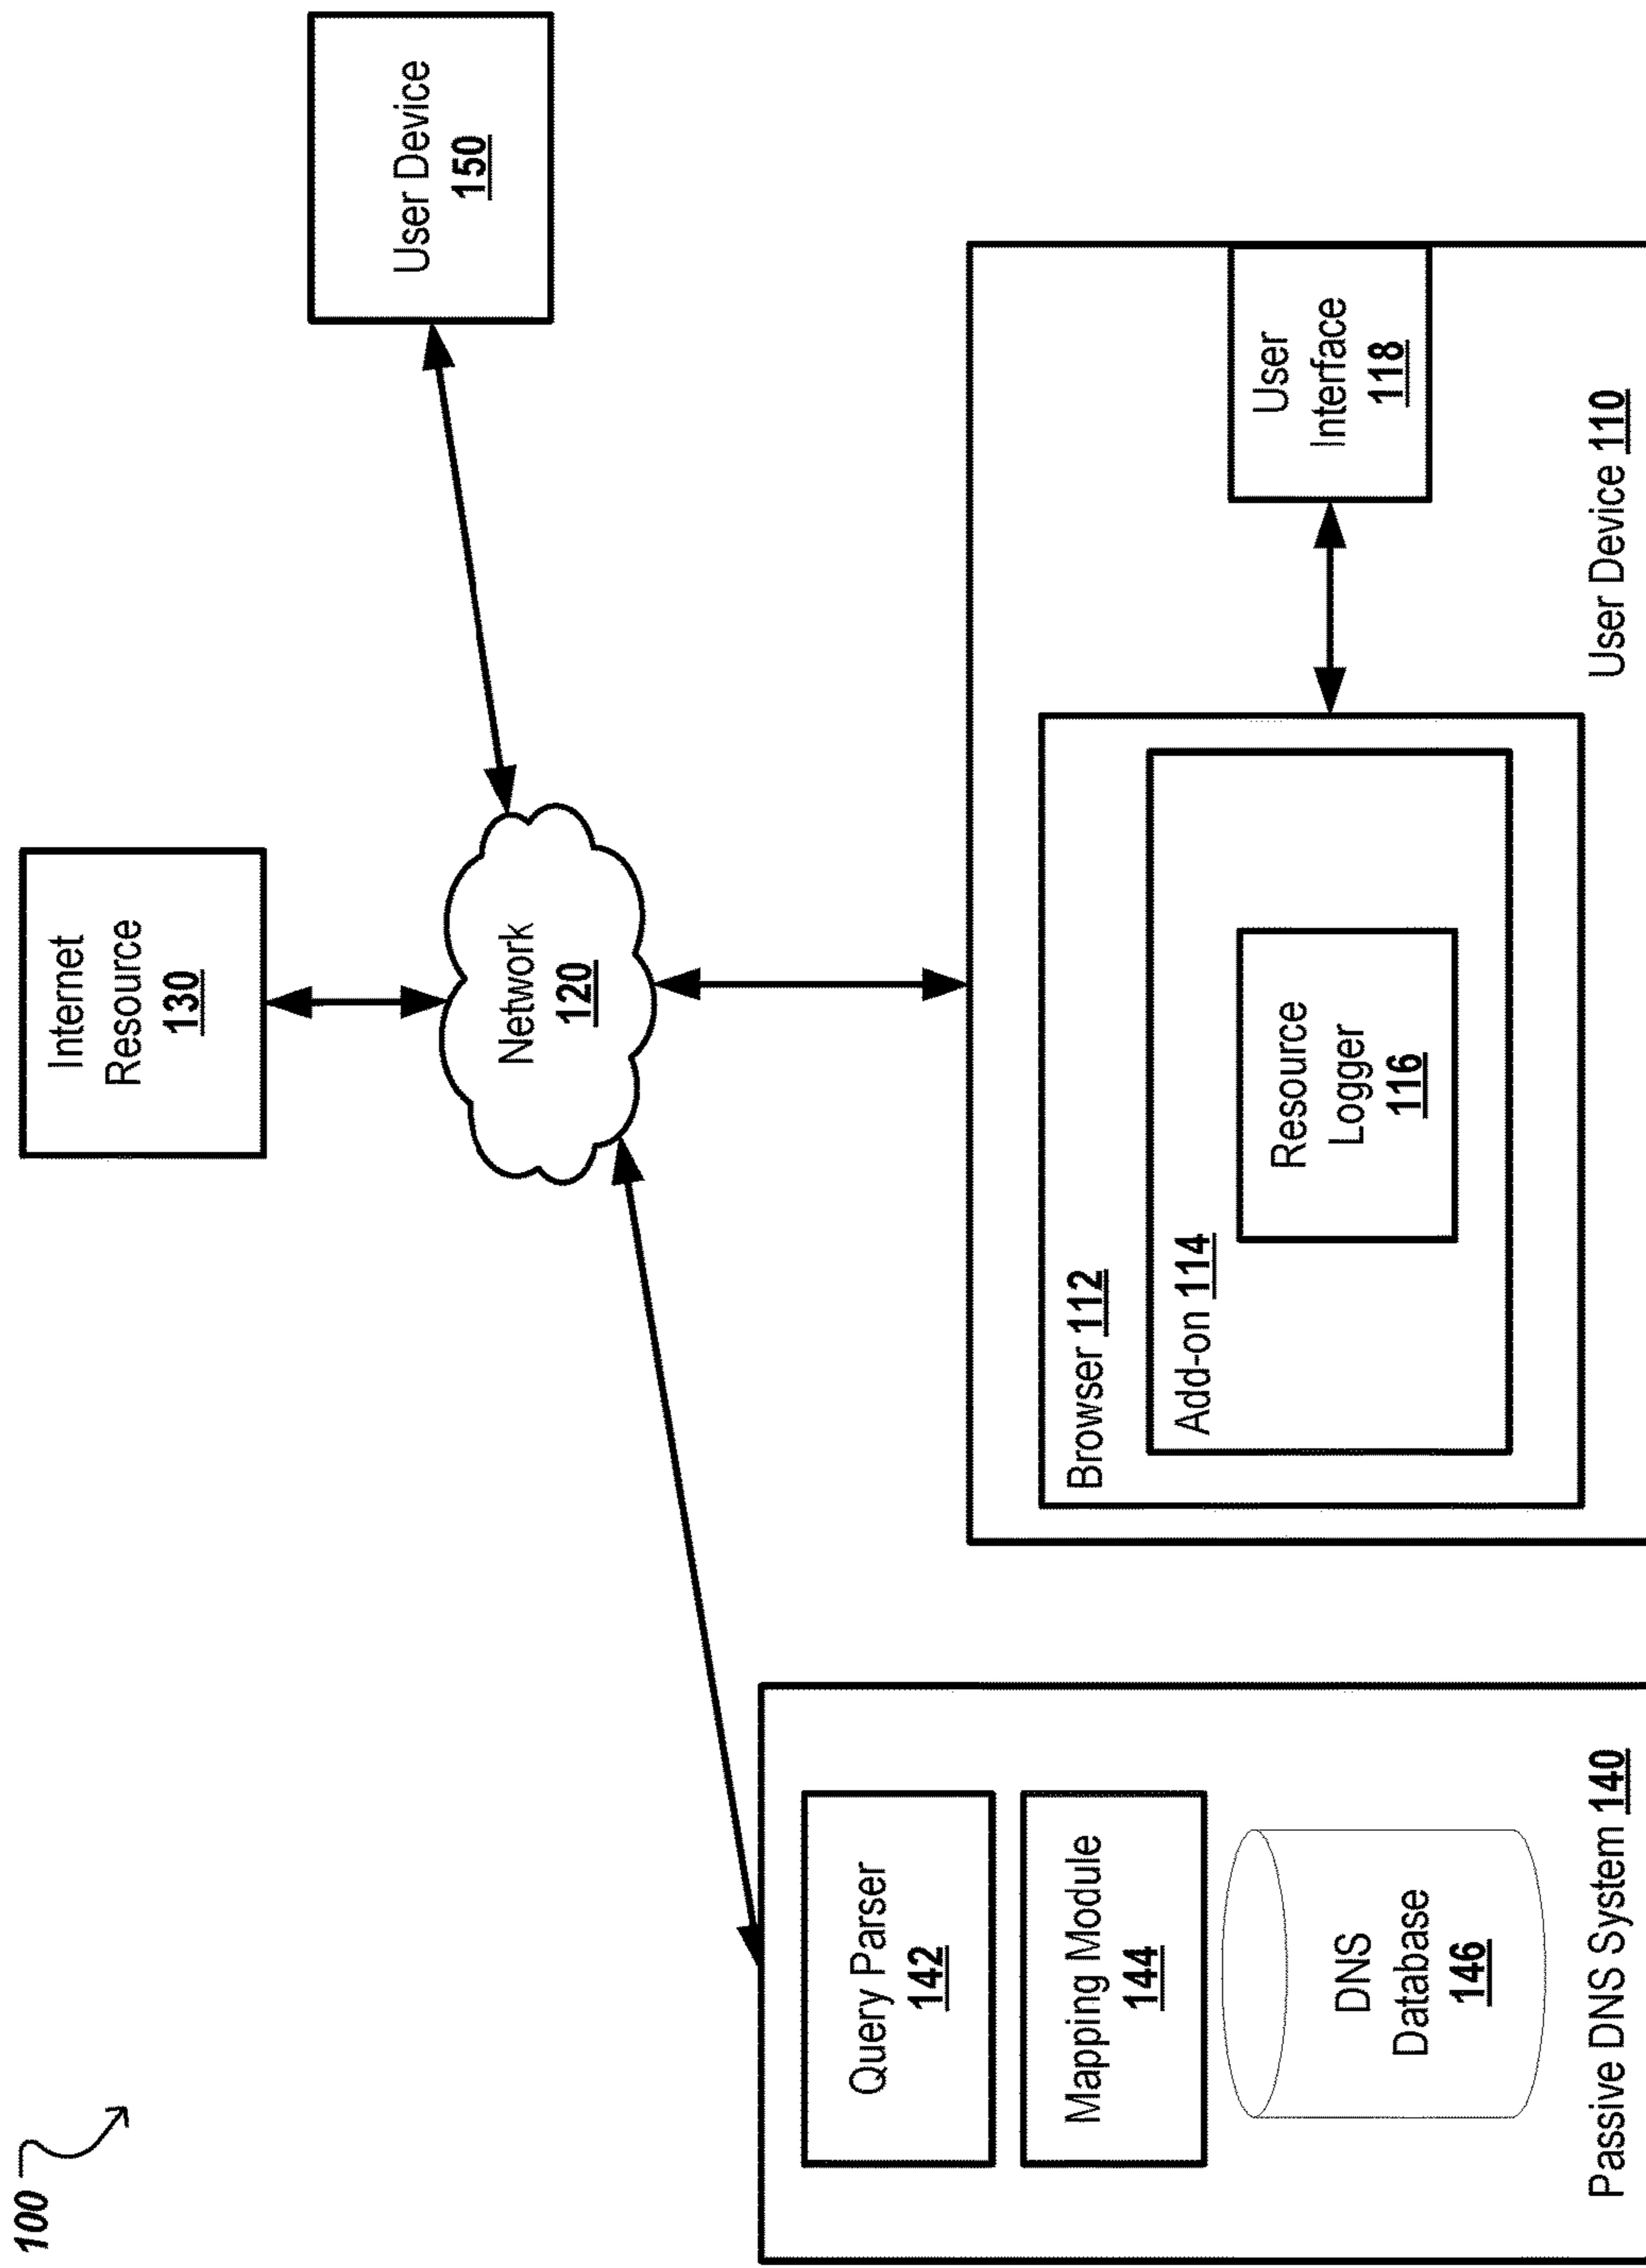 100
Internet
Resource
130
User Device
150
Network
120
Query Parser
142
Mapping Module
144
DNS
Database
146
Passive DNS System 140
Browser 112
Add-on 114
Resource
Logger
116
User
Interface
118
User Device 110